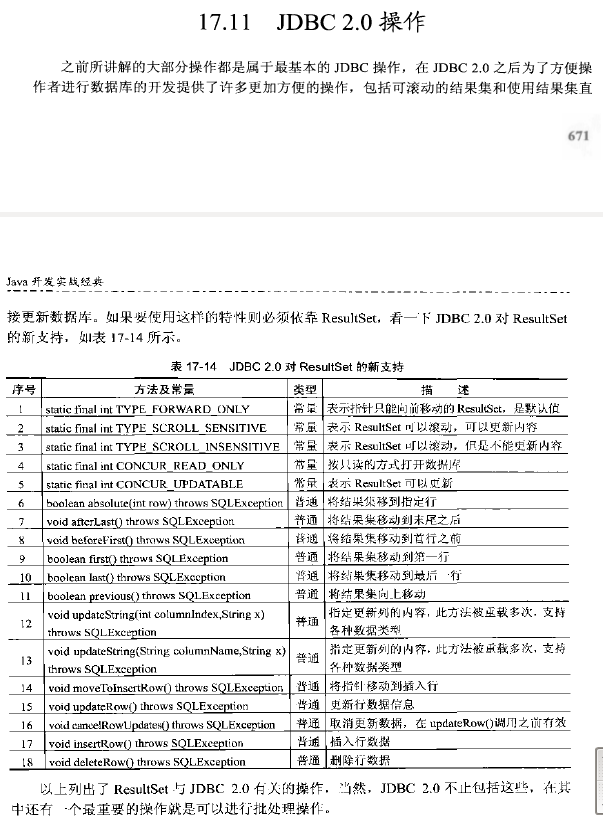 17.11 JDBC 2.0 操作
之前所讲解的大部分操作都是属于最基本的 JDBC 操作，在 JDBC 2.0 之后为了方便操
作者进行数据库的开发提供了许多更加方便的操作，包括可滚动的结果集和使用结果集直
671
Java 开发实战经典
接更新数据库。如果要使用这样的特性则必须依靠 ResultSet，看一下 JDBC 2.0 对 ResultSet
的新支持，如表 17-14 所示。
表 17-14 JDBC 2.0 对 ResultSet 的新支持
序号 方法及常量 类型 描 述
1 static final int TYPE_FORWARD_ONLY 常量 表示指针只能向前移动的 ResultSet，是默认值
2 static final int TYPE_SCROLL_SENSITIVE 常量 表示 ResultSet 可以滚动，可以更新内容
3 static final int TYPE_SCROLL_INSENSITIVE 常量 表示 ResultSet 可以滚动，但是不能更新内容
4 static final int CONCUR_READ_ONLY 常量 按只读的方式打开数据库
5 static final int CONCUR_UPDATABLE 常量 表示 ResultSet 可以更新
6 boolean absolute(int row) throws SQLException 普通 将结果集移到指定行
7 void afterLast() throws SQLException 普通 将结果集移动到末尾之后
8 void beforeFirst() throws SQLException 普通 将结果集移动到首行之前
9 boolean first() throws SQLException 普通 将结果集移动到第一行
10 boolean last() throws SQLException 普通 将结果集移动到最后一行
11 boolean previous() throws SQLException 普通 将结果集向上移动
12 void updateString(int columnIndex,String x) 普通 指定更新列的内容，此方法被重载多次，支持
throws SQLException 各种数据类型
13 void updateString(String columnName,String x) 普通 指定更新列的内容，此方法被重载多次，支持
throws SQLException 各种数据类型
14 void moveToInsertRow() throws SQLException 普通 将指针移动到插入行
15 void updateRow() throws SQLException 普通 更新行数据信息
16 void cancelRowUpdates() throws SQLException 普通 取消更新数据，在 updateRow()调用之前有效
17 void insertRow() throws SQLException 普通 插入行数据
18 void deleteRow() throws SQLException 普通 删除行数据
以上列出了 ResultSet 与 JDBC 2.0 有关的操作，当然，JDBC 2.0 不止包括这些，在其
中还有一个最重要的操作就是可以进行批处理操作。